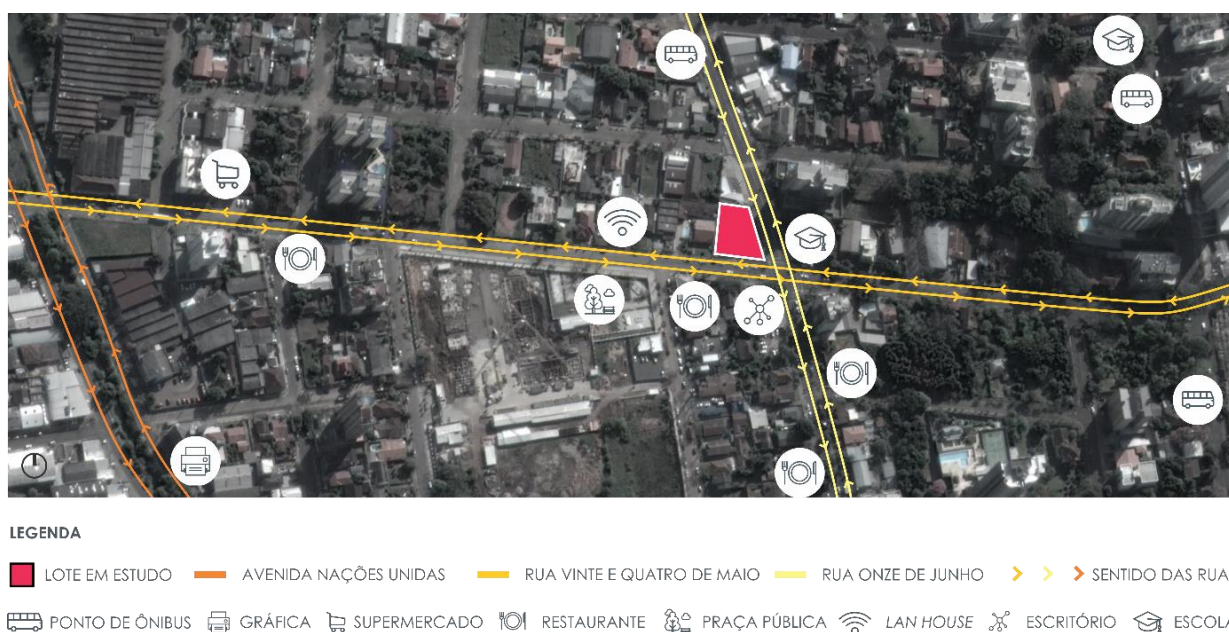 LEGENDA
LOTE EM ESTUDO AVENIDA NAÇÕES UNIDAS RUA VINTE E QUATRO DE MAIO RUA ONZE DE JUNHO SENTIDO DAS RUA
PONTO DE ÔNIBUS GRÁFICA SUPERMERCADO RESTAURANTE PRAÇA PÚBLICA LAN HOUSE ESCRITÓRIO ESCOL